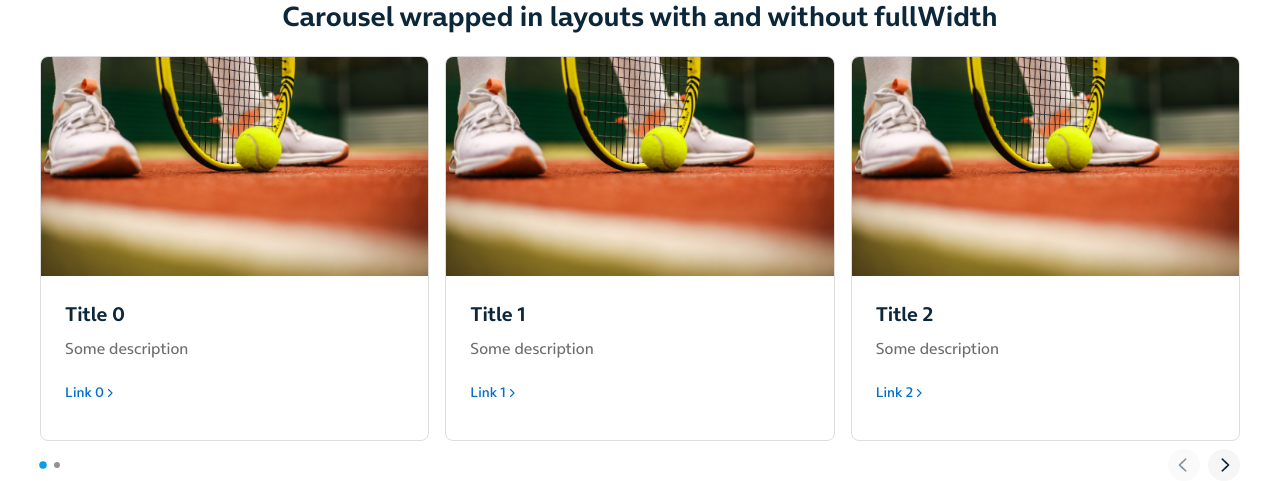 Carousel wrapped in layouts with and without fullWidth
Title 0
Some description
Link 0
Title 1
Some description
Link 1
Title 2
Some description
Link 2